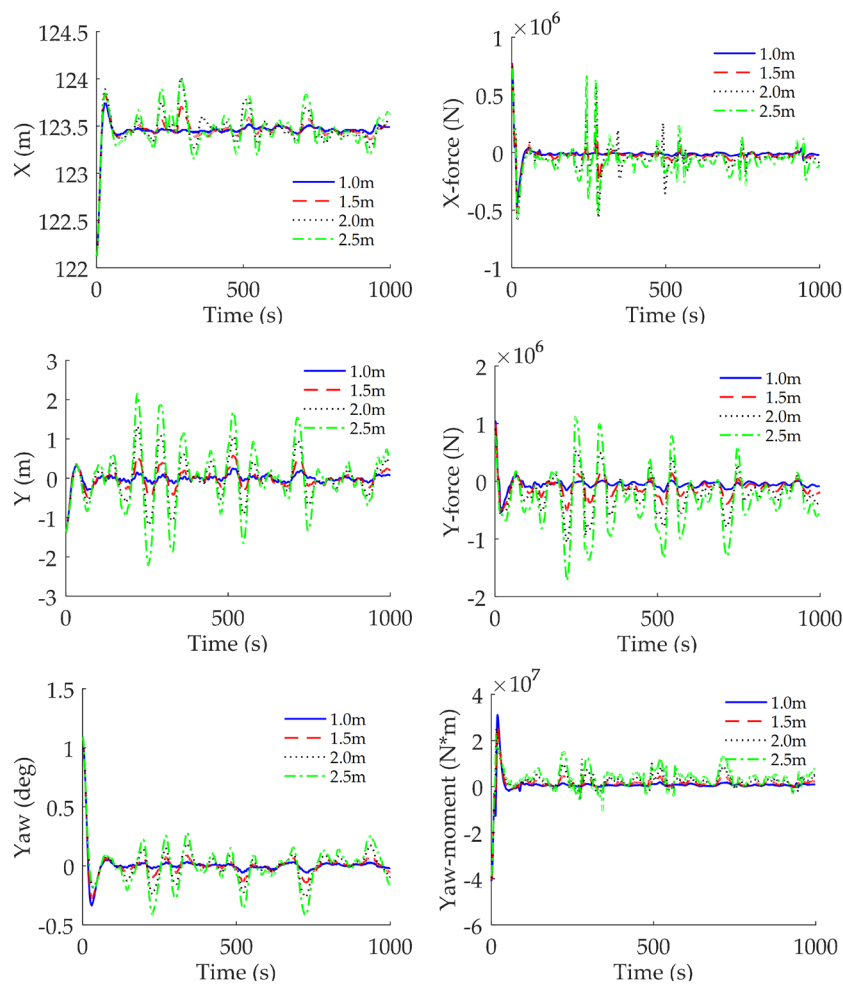 124.5
124
123.5
123
122.5
122
X (m)
1.0m
1.5m
2.0m
2.5m
0
500
1000
Time (s)
×10^6
1
0.5
0
-0.5
-1
X-force (N)
1.0m
1.5m
2.0m
2.5m
0
500
1000
Time (s)
3
2
1
0
-1
-2
-3
Y (m)
1.0m
1.5m
2.0m
2.5m
0
500
1000
Time (s)
×10^6
2
1
0
-1
-2
Y-force (N)
1.0m
1.5m
2.0m
2.5m
0
500
1000
Time (s)
1.5
1
0.5
0
-0.5
Yaw (deg)
1.0m
1.5m
2.0m
2.5m
0
500
1000
Time (s)
×10^7
4
2
0
-2
-4
-6
Yaw-moment (N*m)
1.0m
1.5m
2.0m
2.5m
0
500
1000
Time (s)